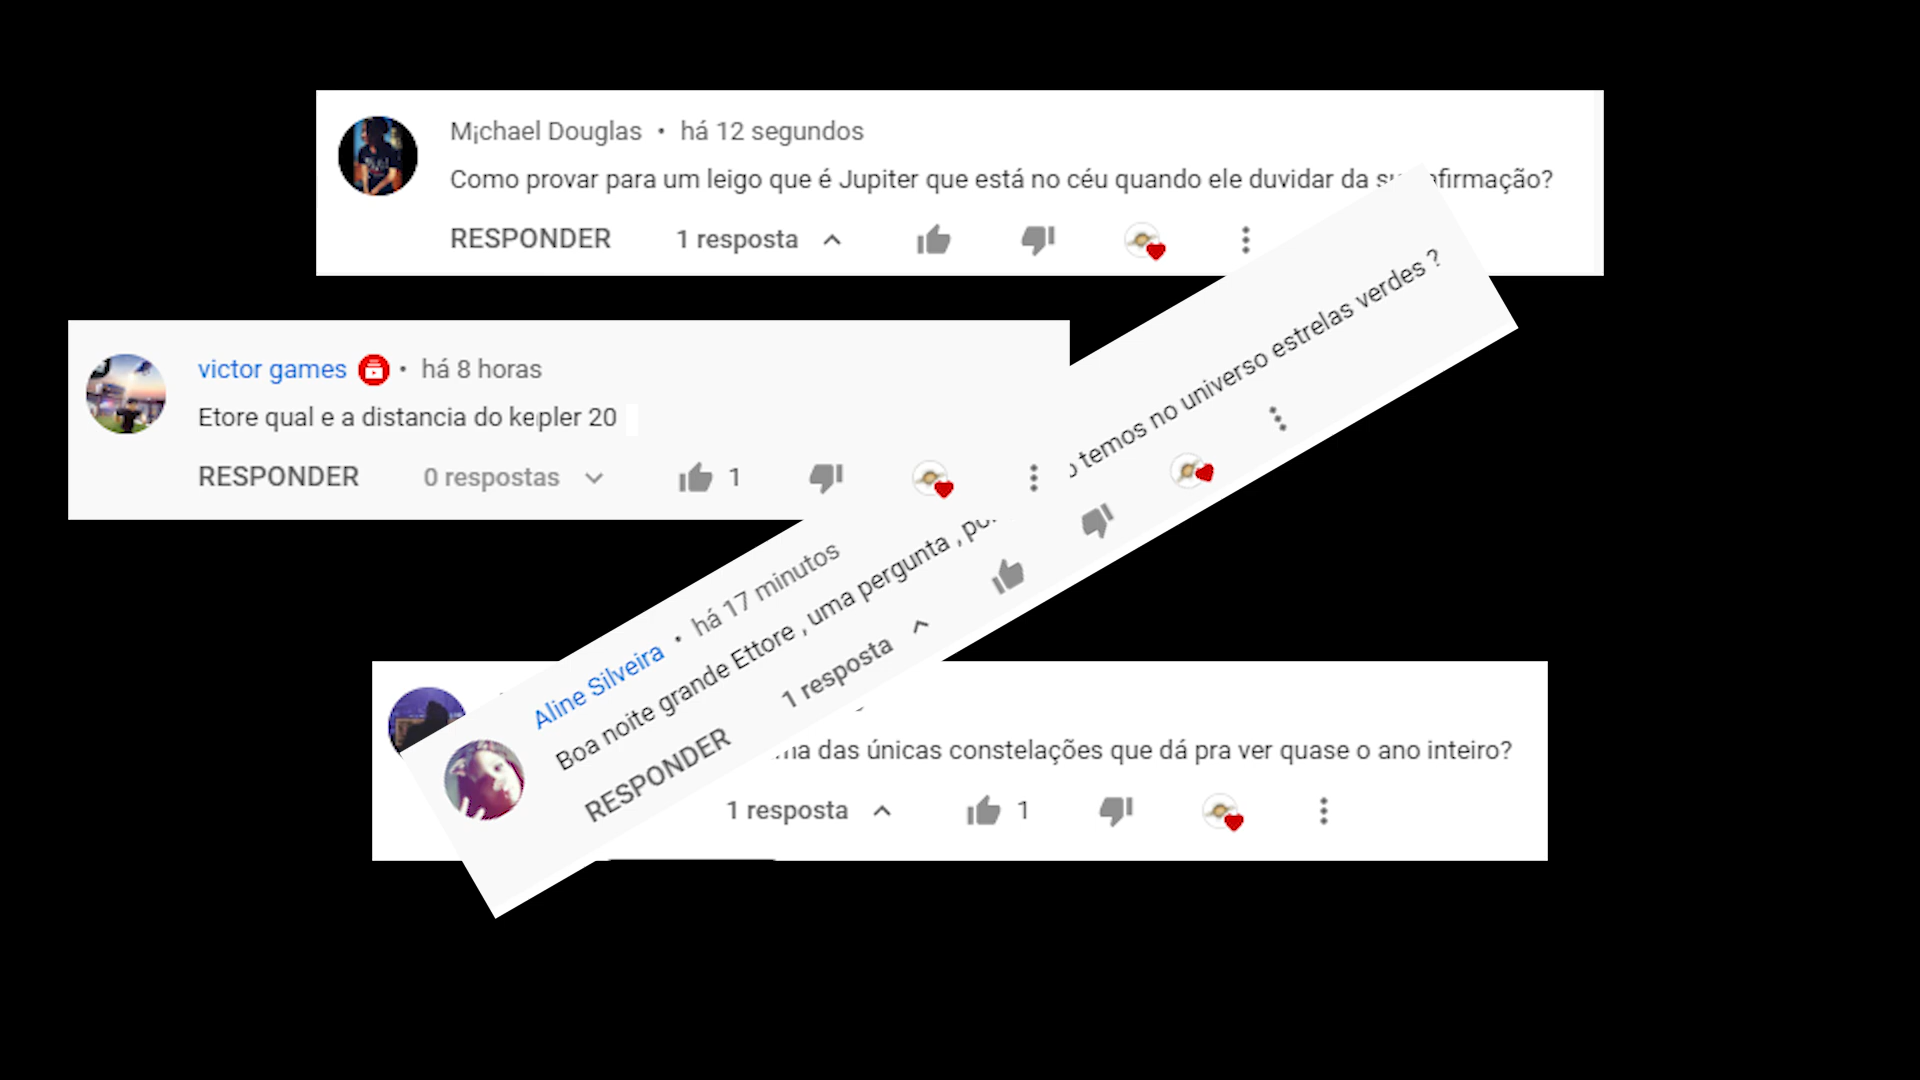 M¡chael Douglas • há 12 segundos
Como provar para um leigo que é Jupiter que está no céu quando ele duvidar da afirmação?
RESPONDER 1 resposta
victor games • há 8 horas
Etore qual e a distancia do kepler 20
RESPONDER 0 respostas 1
Aline Silveira • há 17 minutos
Boa noite grande Ettore , uma pergunta , temos no universo estrelas verdes ?
RESPONDER 1 resposta
das únicas constelações que dá pra ver quase o ano inteiro?
1 resposta 1